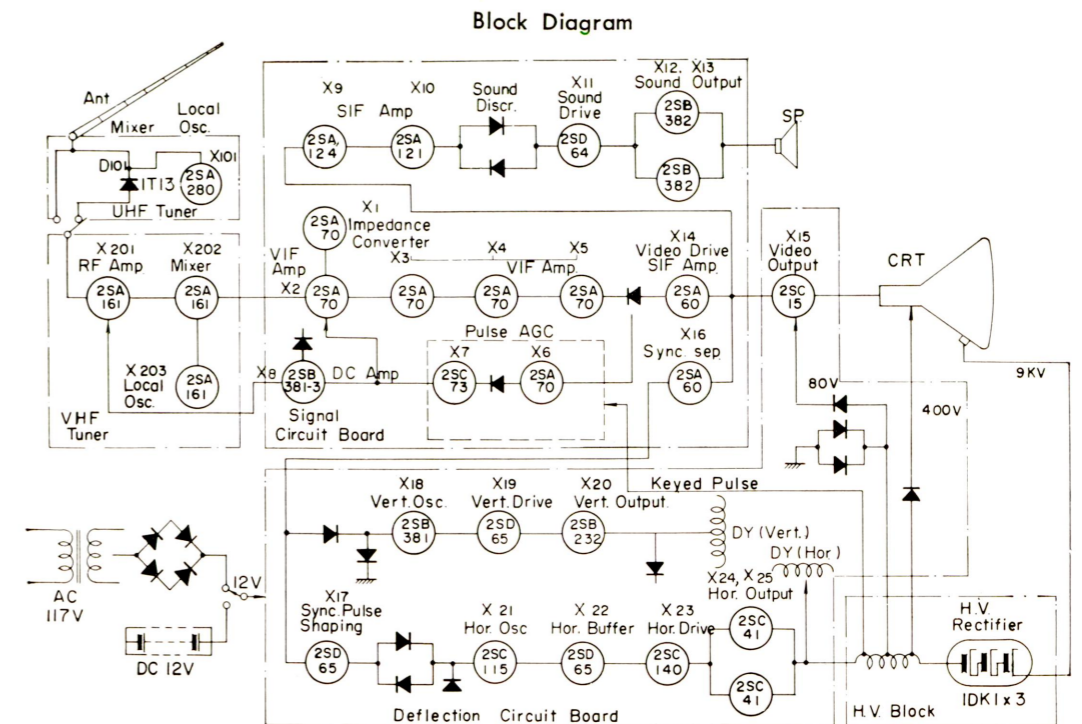 Block Diagram
Ant
Mixer
Local
Osc.
D101
1T13
X101
2SA
280
UHF Tuner
X9
X10
SIF Amp
2SA,
124
2SA
121
Sound
Discr.
X11
Sound
Drive
2SD
64
X12, X13
Sound Output
2SB
382
2SB
382
SP
X201
RF Amp.
2SA
161
X202
Mixer
2SA
161
X203
Local
Osc.
2SA
161
VHF
Tuner
X1
Impedance
Converter
2SA
70
VIF
Amp
X2
2SA
70
X3
X4
X5
VIF Amp.
2SA
70
2SA
70
2SA
70
X14
Video Drive
SIF Amp.
2SA
60
X15
Video
Output
2SC
15
CRT
X8
2SB
381-3
DC Amp
Signal
Circuit Board
Pulse AGC
X7
2SC
73
X6
2SA
70
X16
Sync. sep.
2SA
60
80V
400V
9KV
X18
Vert. Osc.
2SB
381
X19
Vert. Drive
2SD
65
X20
Vert. Output
2SB
232
Keyed Pulse
DY (Vert.)
DY (Hor)
AC
117V
12V
DC 12V
X17
Sync. Pulse
Shaping
2SD
65
X 21
Hor. Osc
2SC
115
X 22
Hor. Buffer
2SD
65
X 23
Hor. Drive
2SC
140
X24, X25
Hor. Output
2SC
41
2SC
41
H.V.
Rectifier
1DK1 x 3
H.V. Block
Deflection Circuit Board